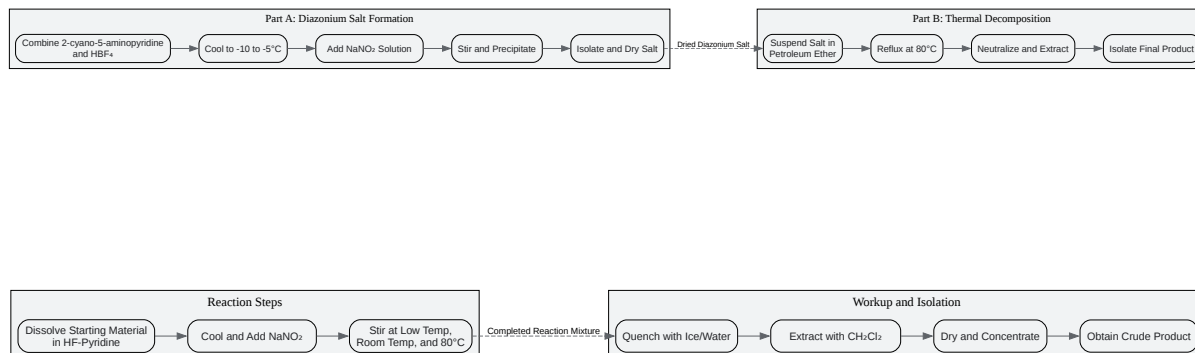 Part A: Diazonium Salt Formation
Combine 2-cyano-5-aminopyridine
and HBF₄
Cool to -10 to -5°C
Add NaNO₂ Solution
Stir and Precipitate
Isolate and Dry Salt
Dried Diazonium Salt
Part B: Thermal Decomposition
Suspend Salt in
Petroleum Ether
Reflux at 80°C
Neutralize and Extract
Isolate Final Product
Reaction Steps
Dissolve Starting Material
in HF-Pyridine
Cool and Add NaNO₂
Stir at Low Temp,
Room Temp, and 80°C
Completed Reaction Mixture
Workup and Isolation
Quench with Ice/Water
Extract with CH₂Cl₂
Dry and Concentrate
Obtain Crude Product